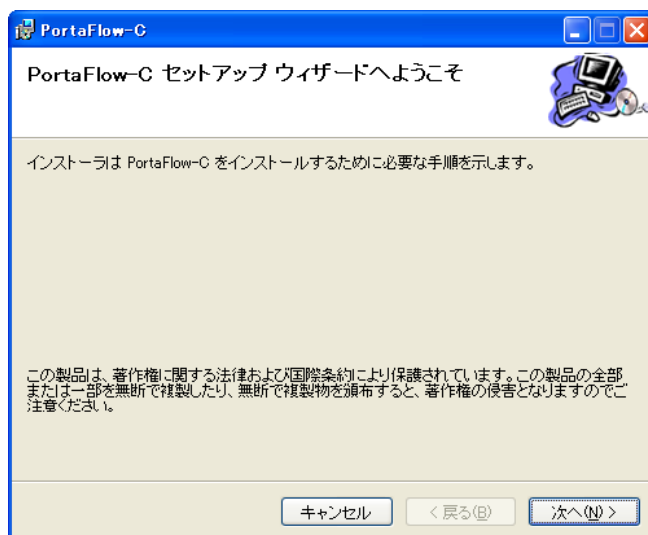 PortaFlow-C
PortaFlow-C セットアップ ウィザードへようこそ
インストーラは PortaFlow-C をインストールするために必要な手順を示します。
この製品は、著作権に関する法律および国際条約により保護されています。この製品の全部
または一部を無断で複製したり、無断で複製物を頒布すると、著作権の侵害となりますのでご
注意ください。
キャンセル
< 戻る(B)
次へ(N) >